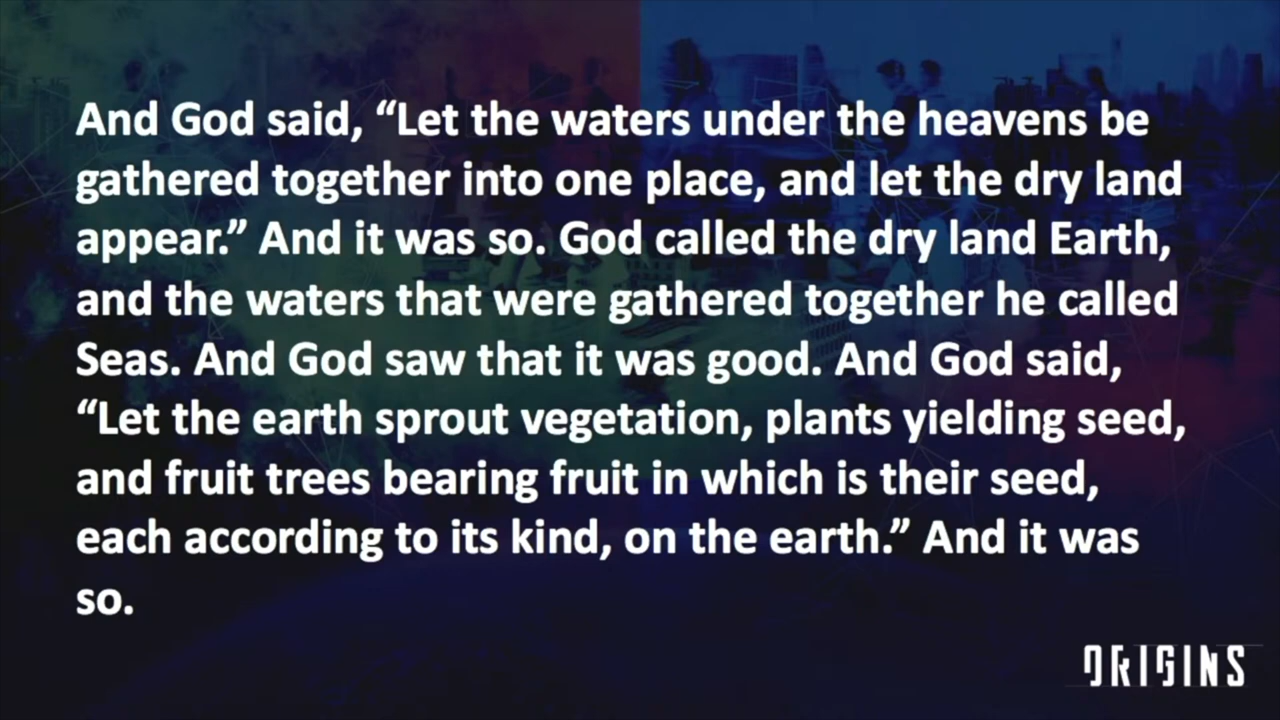 And God said, “Let the waters under the heavens be
gathered together into one place, and let the dry land
appear.” And it was so. God called the dry land Earth,
and the waters that were gathered together he called
Seas. And God saw that it was good. And God said,
“Let the earth sprout vegetation, plants yielding seed,
and fruit trees bearing fruit in which is their seed,
each according to its kind, on the earth.” And it was
so.
ORIGINS